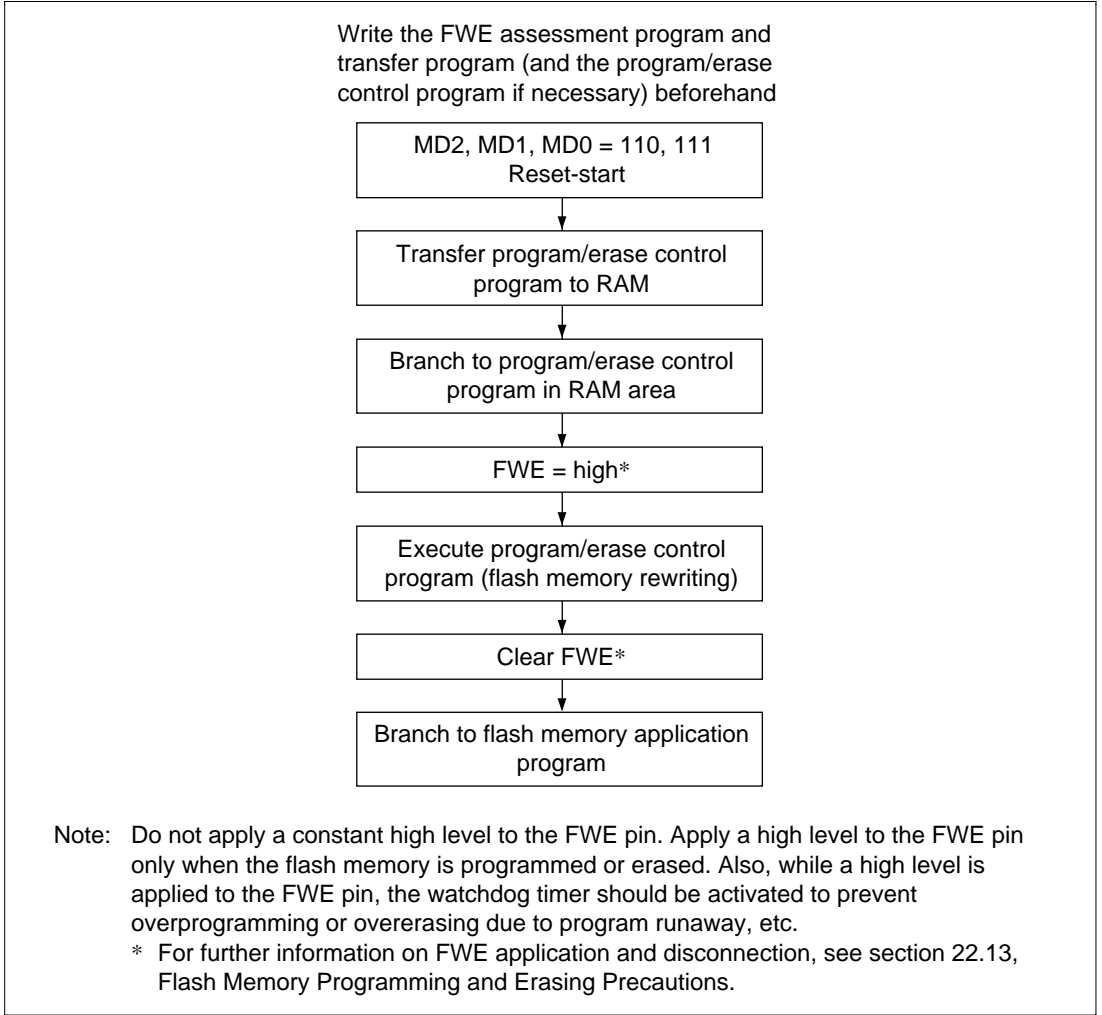 Write the FWE assessment program and
transfer program (and the program/erase
control program if necessary) beforehand
MD2, MD1, MD0 = 110, 111
Reset-start
Transfer program/erase control
program to RAM
Branch to program/erase control
program in RAM area
FWE = high*
Execute program/erase control
program (flash memory rewriting)
Clear FWE*
Branch to flash memory application
program
Note: Do not apply a constant high level to the FWE pin. Apply a high level to the FWE pin
only when the flash memory is programmed or erased. Also, while a high level is
applied to the FWE pin, the watchdog timer should be activated to prevent
overprogramming or overerasing due to program runaway, etc.
* For further information on FWE application and disconnection, see section 22.13,
Flash Memory Programming and Erasing Precautions.